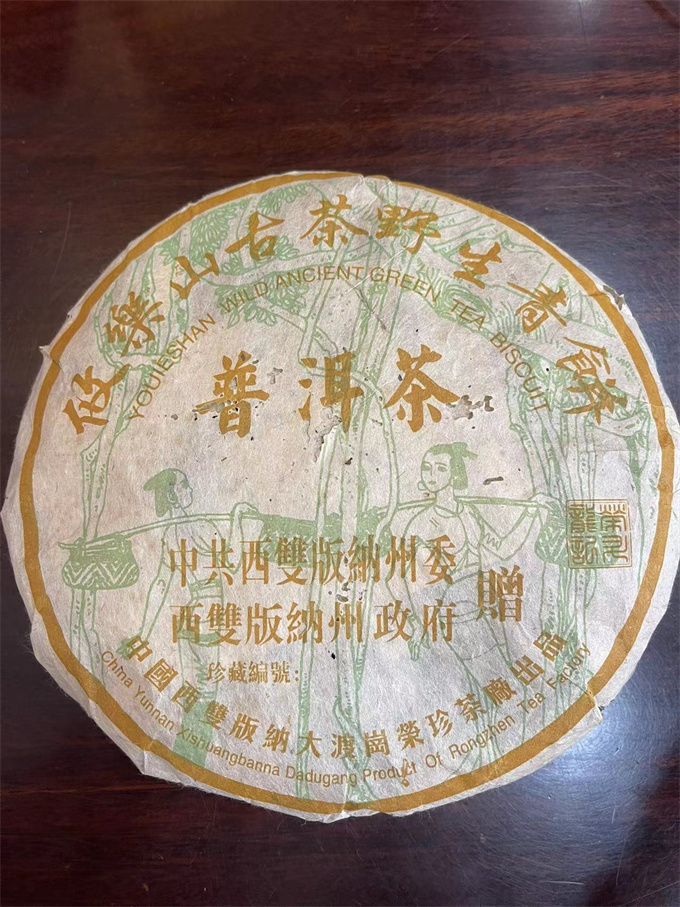 攸樂山古茶野生青餅
YOULESHAN WILD ANCIENT GREEN TEA BISCUIT
普洱茶
中共西雙版納州委
西雙版納州政府
贈
珍藏編號:
中國西雙版納大渡崗榮珍茶廠出品
China Yunnan Xishuangbanna Dadugang Product Of Rongzhen Tea Factory